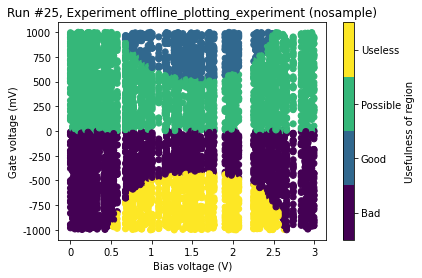 Run #25, Experiment offline_plotting_experiment (nosample)
1000
750
500
250
0
-250
-500
-750
-1000
Gate voltage (mV)
0
0.5
1
1.5
2
2.5
3
Bias voltage (V)
Useless
Possible
Good
Bad
Usefulness of region